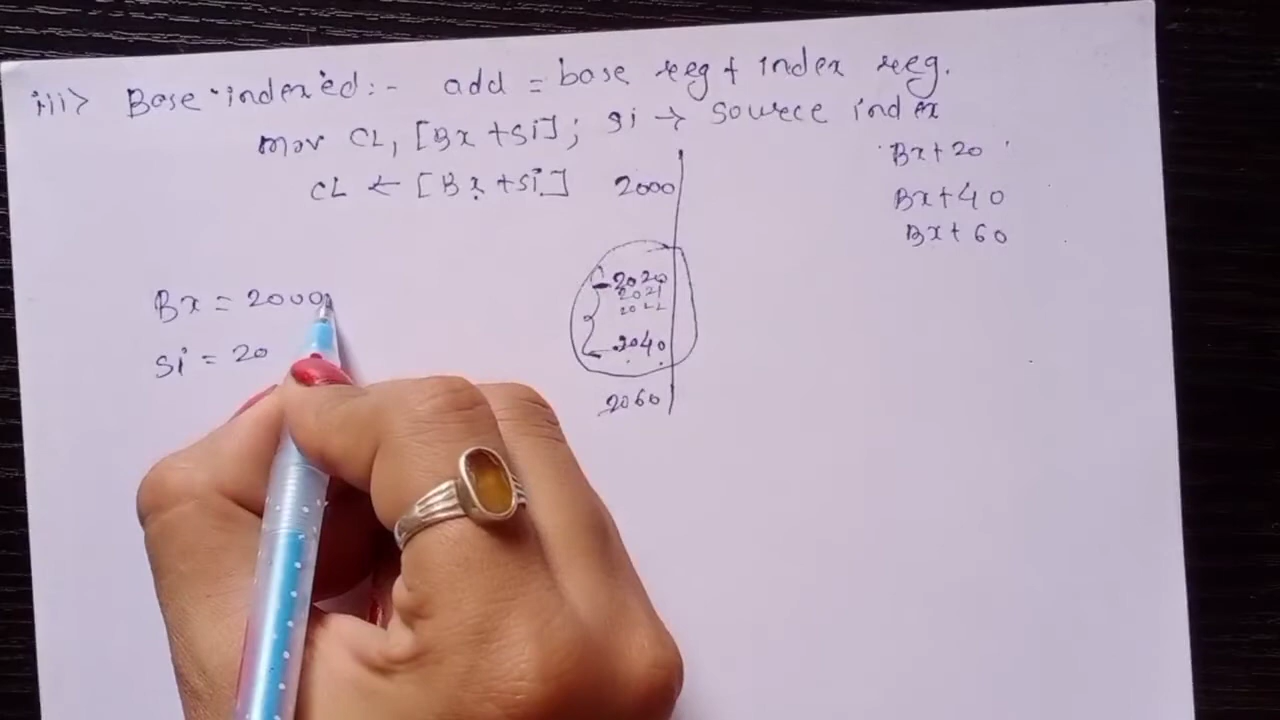 iii> Base indexed :- add = base reg + index reg.
mov CL, [Bx + Si] ; Si → source index
CL ← [Bx + Si]
Bx + 20
Bx + 40
Bx + 60
2000
2020
2021
2022
2040
2060
Bx = 2000
Si = 20